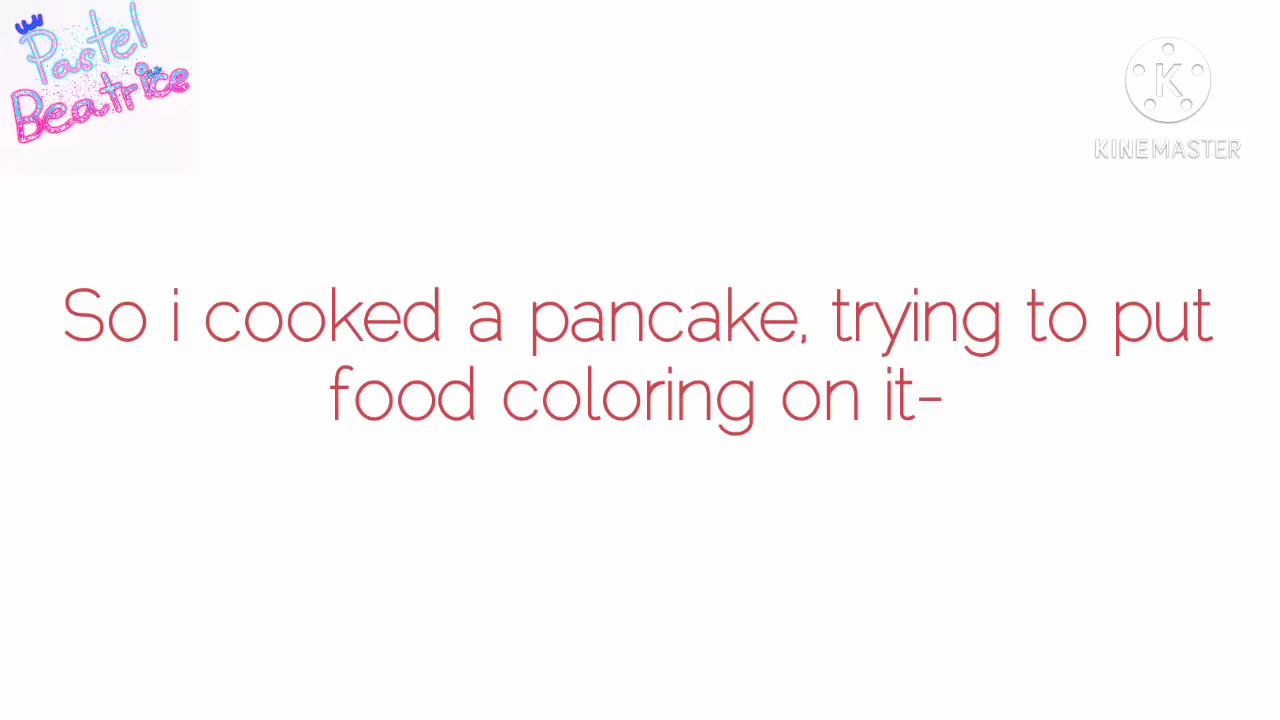 Pastel
Beatrice
K
KINEMASTER
So i cooked a pancake, trying to put
food coloring on it-